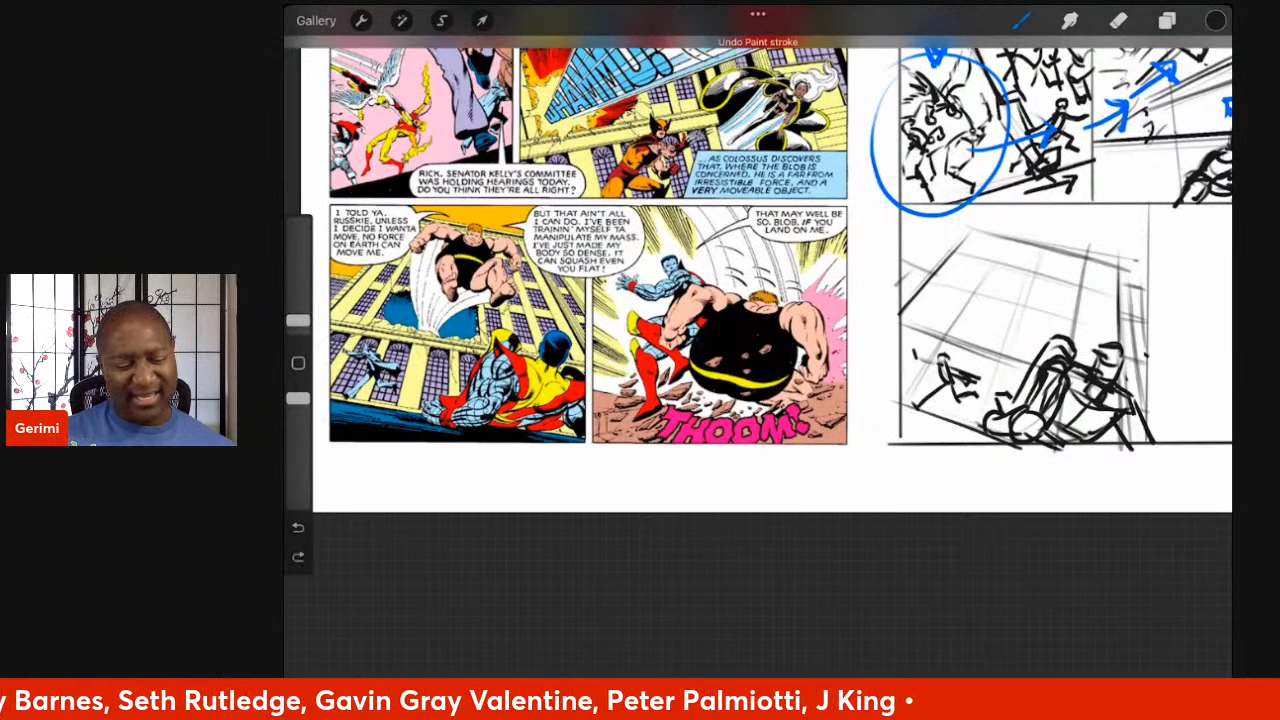 Gallery
Undo Paint stroke
RICK, SENATOR KELLY'S COMMITTEE
WAS HOLDING HEARINGS TODAY.
DO YOU THINK THEY'RE ALL RIGHT?
... AS COLOSSUS DISCOVERS
THAT, WHERE THE BLOB IS
CONCERNED, HE IS A FAR FROM
IRRESISTIBLE FORCE, AND A
VERY MOVEABLE OBJECT.
I TOLD YA,
RUSSKIE, UNLESS
I DECIDE I WANTA
MOVE, NO FORCE
ON EARTH CAN
MOVE ME.
BUT THAT AIN'T ALL
I CAN DO. I'VE BEEN
TRAININ' MYSELF TA
MANIPULATE MY MASS.
I'VE JUST MADE MY
BODY SO DENSE, IT
CAN SQUASH EVEN
YOU FLAT!
THAT MAY WELL BE
SO, BLOB, IF YOU
LAND ON ME.
THOOM!
Gerimi
y Barnes, Seth Rutledge, Gavin Gray Valentine, Peter Palmiotti, J King •